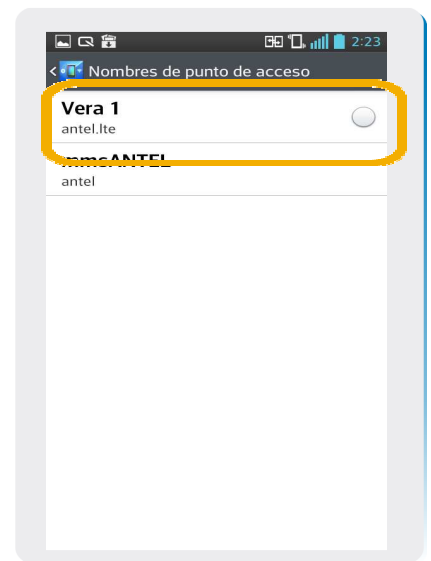 2:23
Nombres de punto de acceso
Vera 1
antel.lte
mmsANTEL
antel